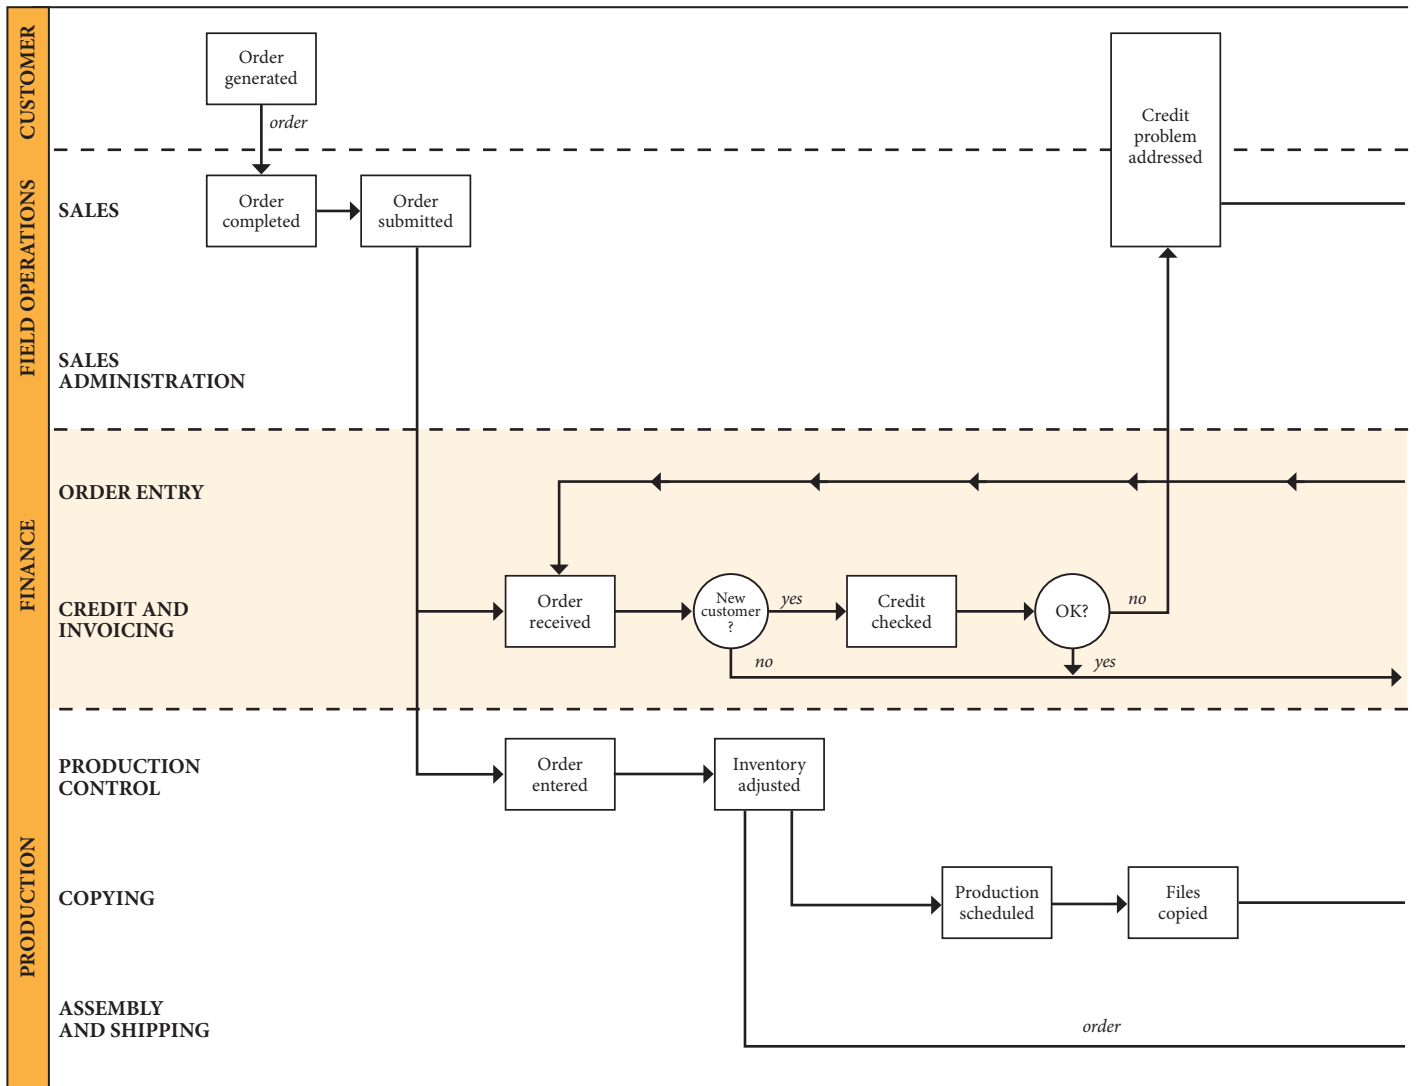 CUSTOMER
Order
generated
order
Credit
problem
addressed
FIELD OPERATIONS
SALES
Order
completed
Order
submitted
SALES
ADMINISTRATION
FINANCE
ORDER ENTRY
CREDIT AND
INVOICING
Order
received
New
customer
?
yes
no
Credit
checked
OK?
no
yes
PRODUCTION
PRODUCTION
CONTROL
Order
entered
Inventory
adjusted
COPYING
Production
scheduled
Files
copied
ASSEMBLY
AND SHIPPING
order